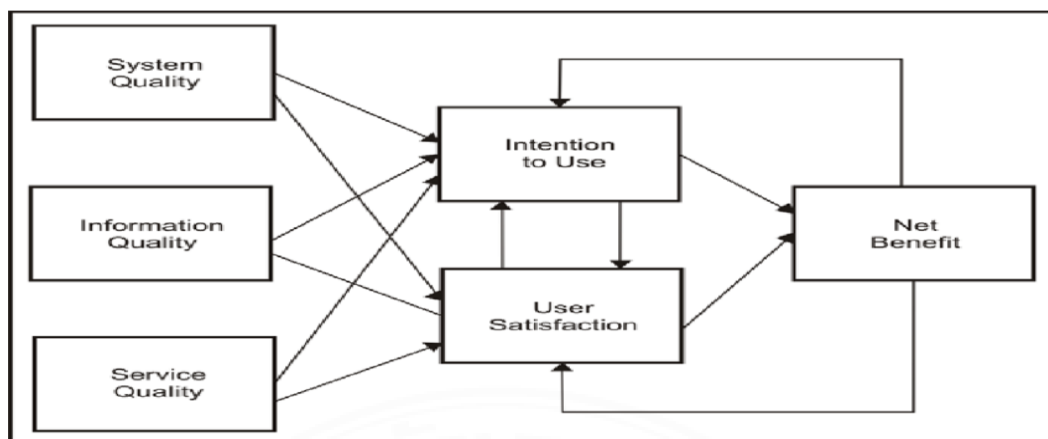 System
Quality
Intention
to Use
Information
Quality
Net
Benefit
User
Satisfaction
Service
Quality